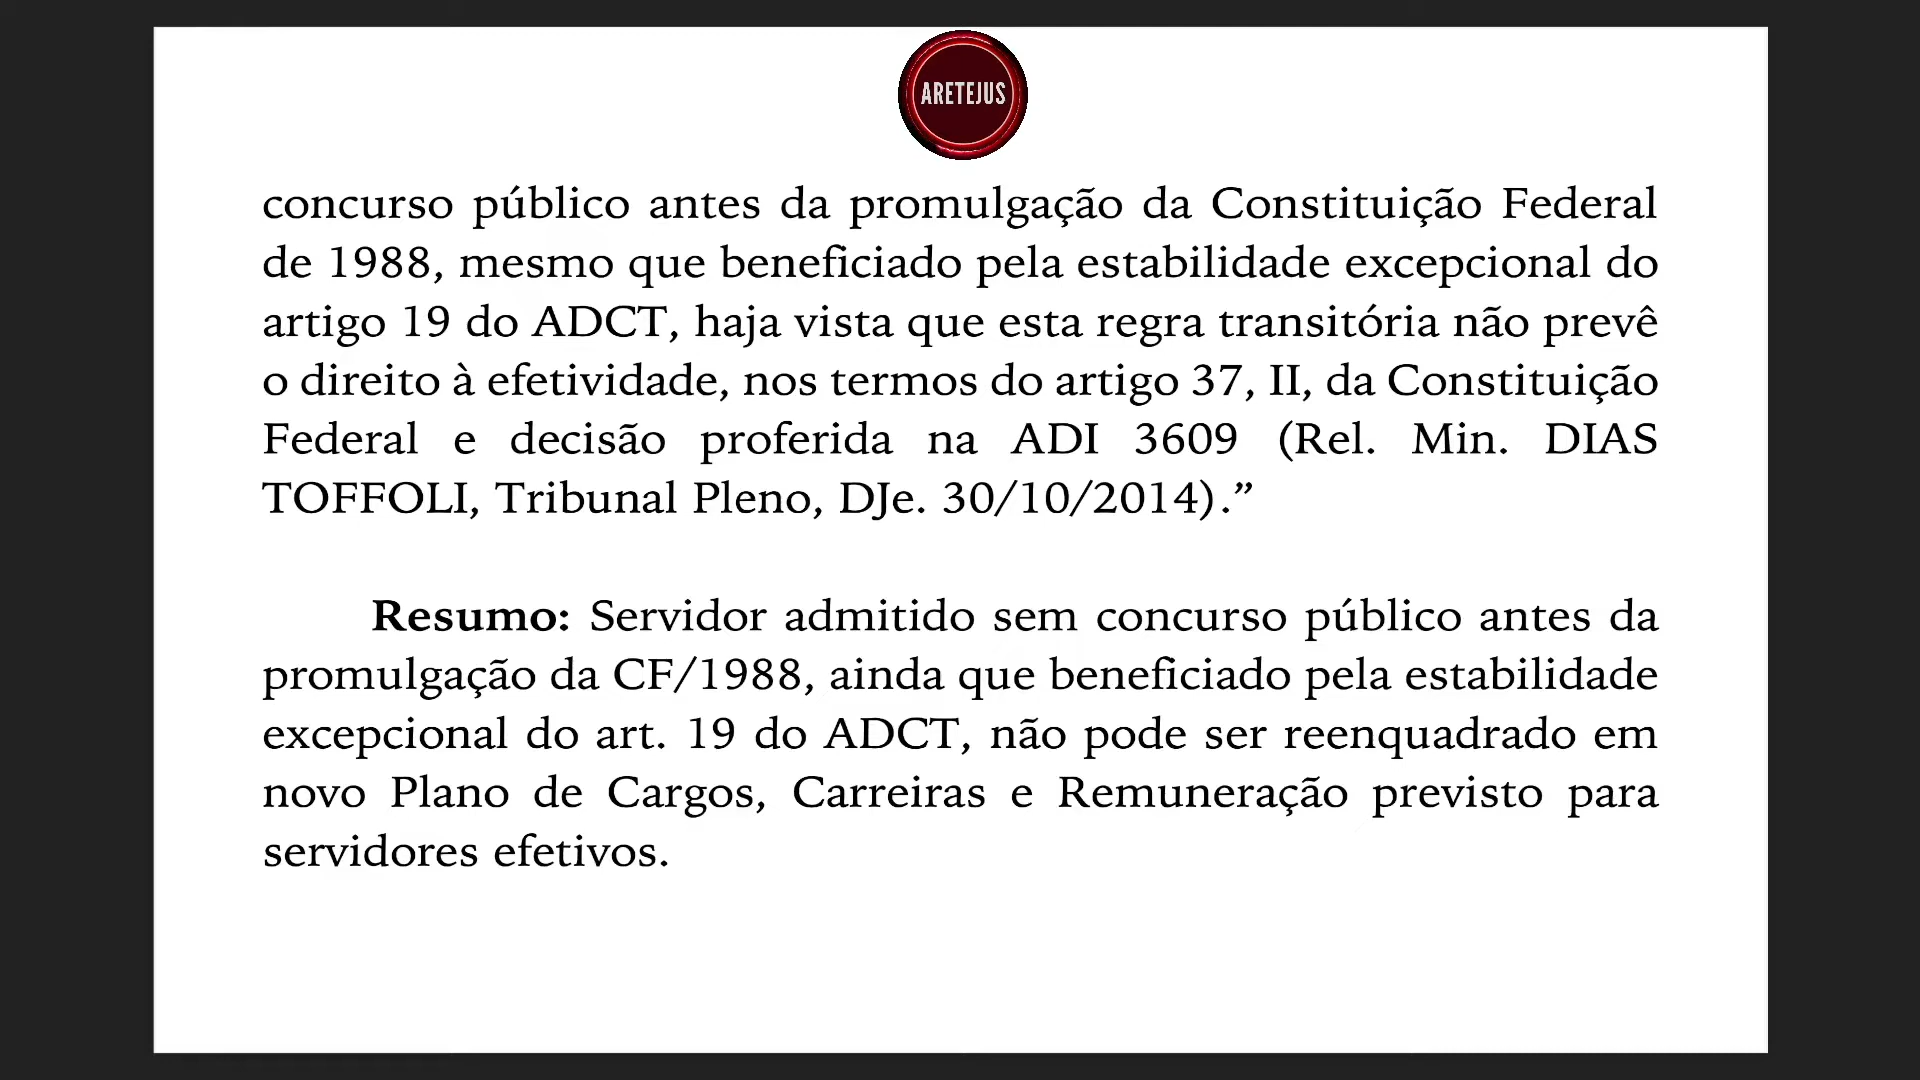 ARETEJUS
concurso público antes da promulgação da Constituição Federal
de 1988, mesmo que beneficiado pela estabilidade excepcional do
artigo 19 do ADCT, haja vista que esta regra transitória não prevê
o direito à efetividade, nos termos do artigo 37, II, da Constituição
Federal e decisão proferida na ADI 3609 (Rel. Min. DIAS
TOFFOLI, Tribunal Pleno, DJe. 30/10/2014).”
Resumo: Servidor admitido sem concurso público antes da
promulgação da CF/1988, ainda que beneficiado pela estabilidade
excepcional do art. 19 do ADCT, não pode ser reenquadrado em
novo Plano de Cargos, Carreiras e Remuneração previsto para
servidores efetivos.